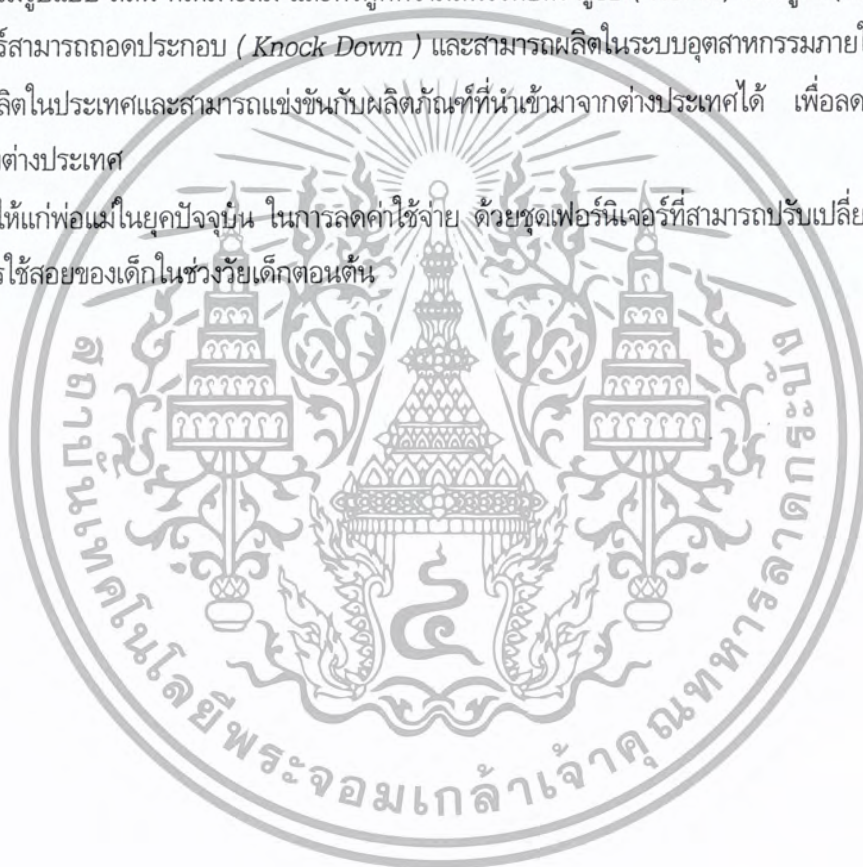 ร์สามารถถอดประกอบ ( Knock Down ) และสามารถผลิตในระบบอุตสาหกรรมภายใ
ลิตในประเทศและสามารถแข่งขันกับผลิตภัณฑ์ที่นำเข้ามาจากต่างประเทศได้ เพื่อลด
งต่างประเทศ
ให้แก่พ่อแม่ในยุคปัจจุบัน ในการลดค่าใช้จ่าย ด้วยชุดเฟอร์นิเจอร์ที่สามารถปรับเปลี่ย
รใช้สอยของเด็กในช่วงวัยเด็กตอนต้น
สถาบันเทคโนโลยีพระจอมเกล้าเจ้าคุณทหารลาดกระบัง
๔